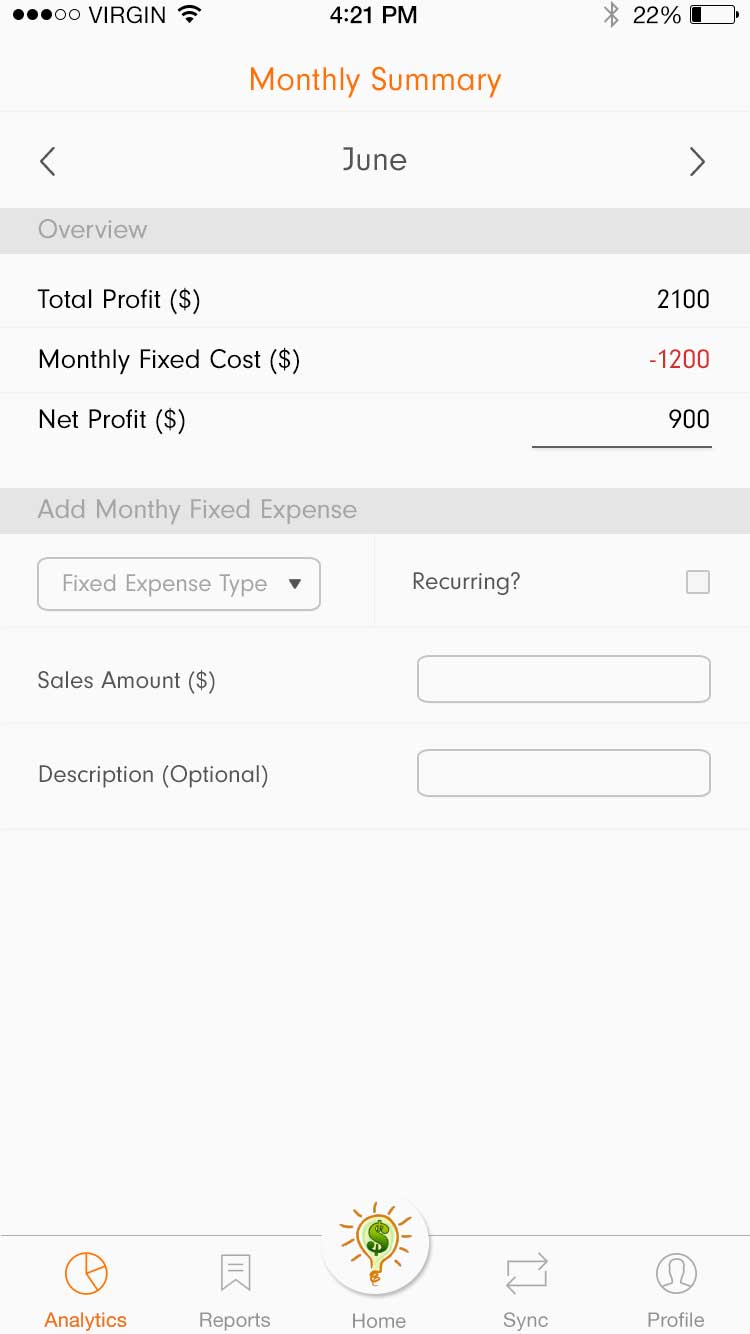 VIRGIN 4:21 PM 22%
Monthly Summary
June
Overview
Total Profit ($) 2100
Monthly Fixed Cost ($) -1200
Net Profit ($) 900
Add Monthy Fixed Expense
Fixed Expense Type Recurring?
Sales Amount ($)
Description (Optional)
$
Analytics Reports Home Sync Profile